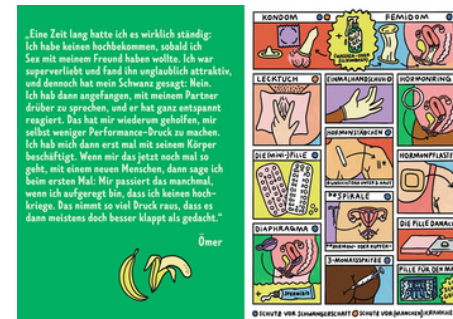 „Eine Zeit lang hatte ich es wirklich ständig:
Ich habe keinen hochbekommen, sobald ich
Sex mit meinem Freund haben wollte. Ich war
superverliebt und fand ihn unglaublich attraktiv,
und dennoch hat mein Schwanz gesagt: Nein.
Ich hab dann angefangen, mit meinem Partner
drüber zu sprechen, und er hat ganz entspannt
reagiert. Das hat mir wiederum geholfen, mir
selbst weniger Performance-Druck zu machen.
Ich hab mich dann erst mal mit seinem Körper
beschäftigt. Wenn mir das jetzt noch mal so
geht, mit einem neuen Menschen, dann sage ich
beim ersten Mal: Mir passiert das manchmal,
wenn ich aufgeregt bin, dass ich keinen hoch-
kriege. Das nimmt so viel Druck raus, dass es
dann meistens doch besser klappt als gedacht.“
Ömer
KONDOM
FEMIDOM
LECKTUCH
EINMALHANDSCHUH
HORMONRING
HORMONSTÄBCHEN
DIE (MINI-)PILLE
HORMONPFLASTER
SPIRALE
DIAPHRAGMA
DIE PILLE DANACH
3-MONATSSPRITZE
PILLE FÜR DEN MA
SCHUTZ VOR SCHWANGERSCHAFT
SCHUTZ VOR (MANCHEN) KRANKHE